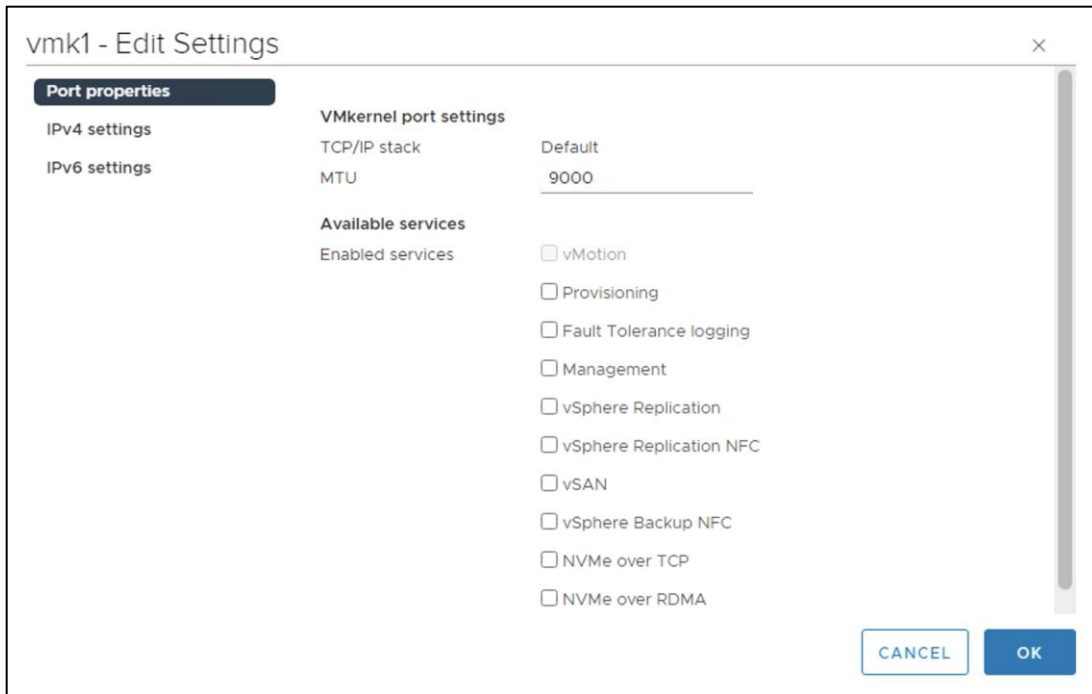 vmk1 - Edit Settings ×
Port properties
IPv4 settings
IPv6 settings
VMkernel port settings
TCP/IP stack Default
MTU 9000
Available services
Enabled services vMotion
Provisioning
Fault Tolerance logging
Management
vSphere Replication
vSphere Replication NFC
vSAN
vSphere Backup NFC
NVMe over TCP
NVMe over RDMA
CANCEL OK